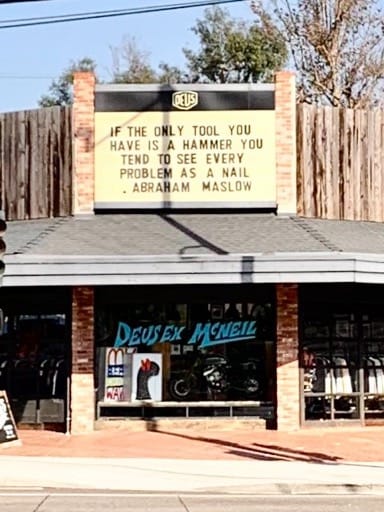 DEUS
IF THE ONLY TOOL YOU
HAVE IS A HAMMER YOU
TEND TO SEE EVERY
PROBLEM AS A NAIL
. ABRAHAM MASLOW
DEUS EX MCNEIL
WAY